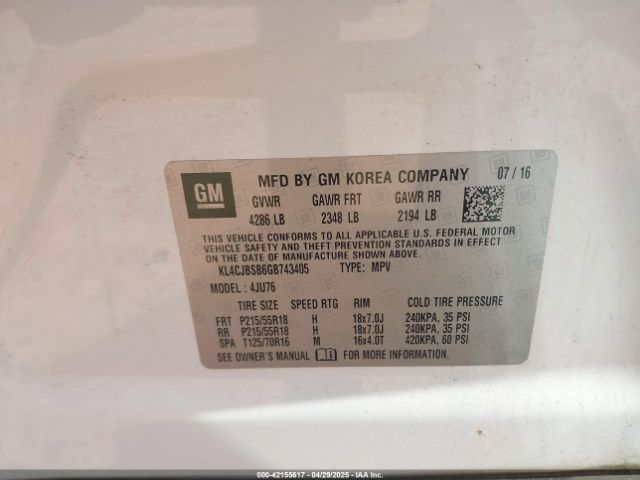 GM
MFD BY GM KOREA COMPANY 07 / 16
GVWR GAWR FRT GAWR RR
4286 LB 2348 LB 2194 LB
THIS VEHICLE CONFORMS TO ALL APPLICABLE U.S. FEDERAL MOTOR
VEHICLE SAFETY AND THEFT PREVENTION STANDARDS IN EFFECT
ON THE DATE OF MANUFACTURE SHOWN ABOVE.
KL4CJBSB6GB743405 TYPE: MPV
MODEL : 4JU76
TIRE SIZE SPEED RTG RIM COLD TIRE PRESSURE
FRT P215/55R18 H 18x7.0J 240KPA, 35 PSI
RR P215/55R18 H 18x7.0J 240KPA, 35 PSI
SPA T125/70R16 M 16x4.0T 420KPA, 60 PSI
SEE OWNER'S MANUAL FOR MORE INFORMATION.
000-42155617 - 04/29/2025 - IAA Inc.